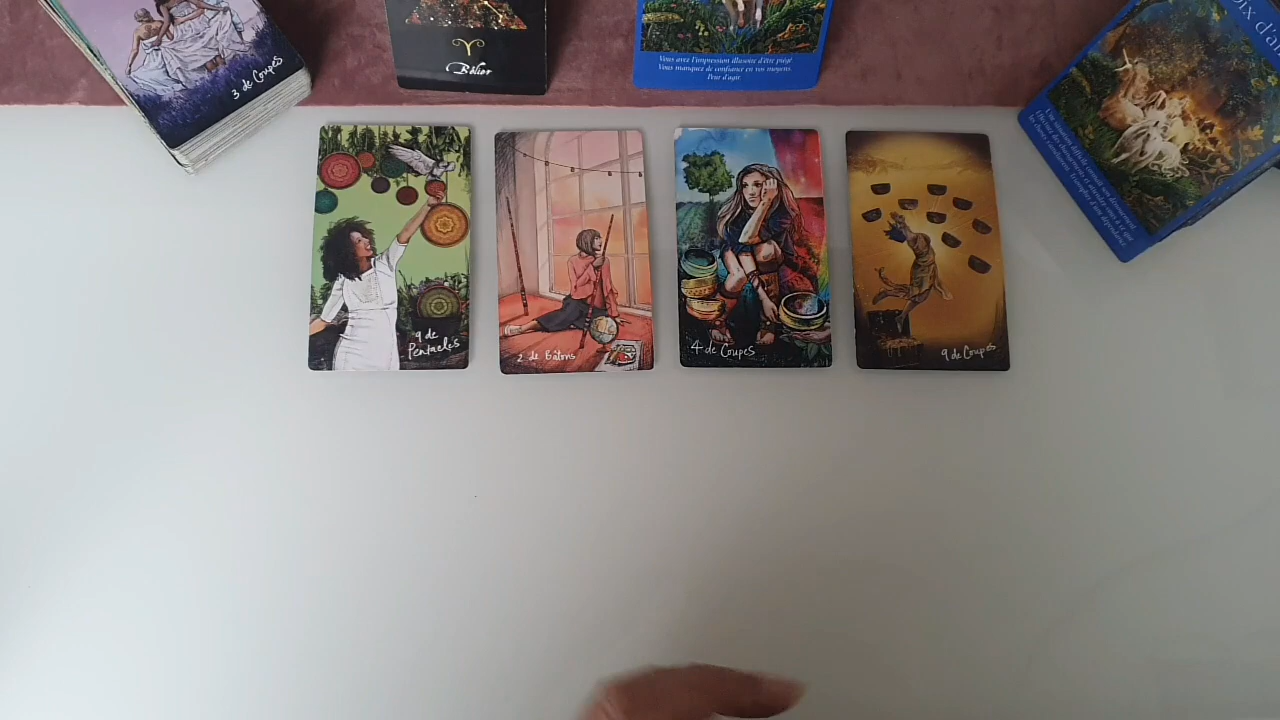 3 de Coupes
Bélier
Vous avez l'impression illusoire d'être piégé.
Vous manquez de confiance en vos moyens.
Peur d'agir.
9 de
Pentacles
2 de Bâtons
4 de Coupes
9 de Coupes